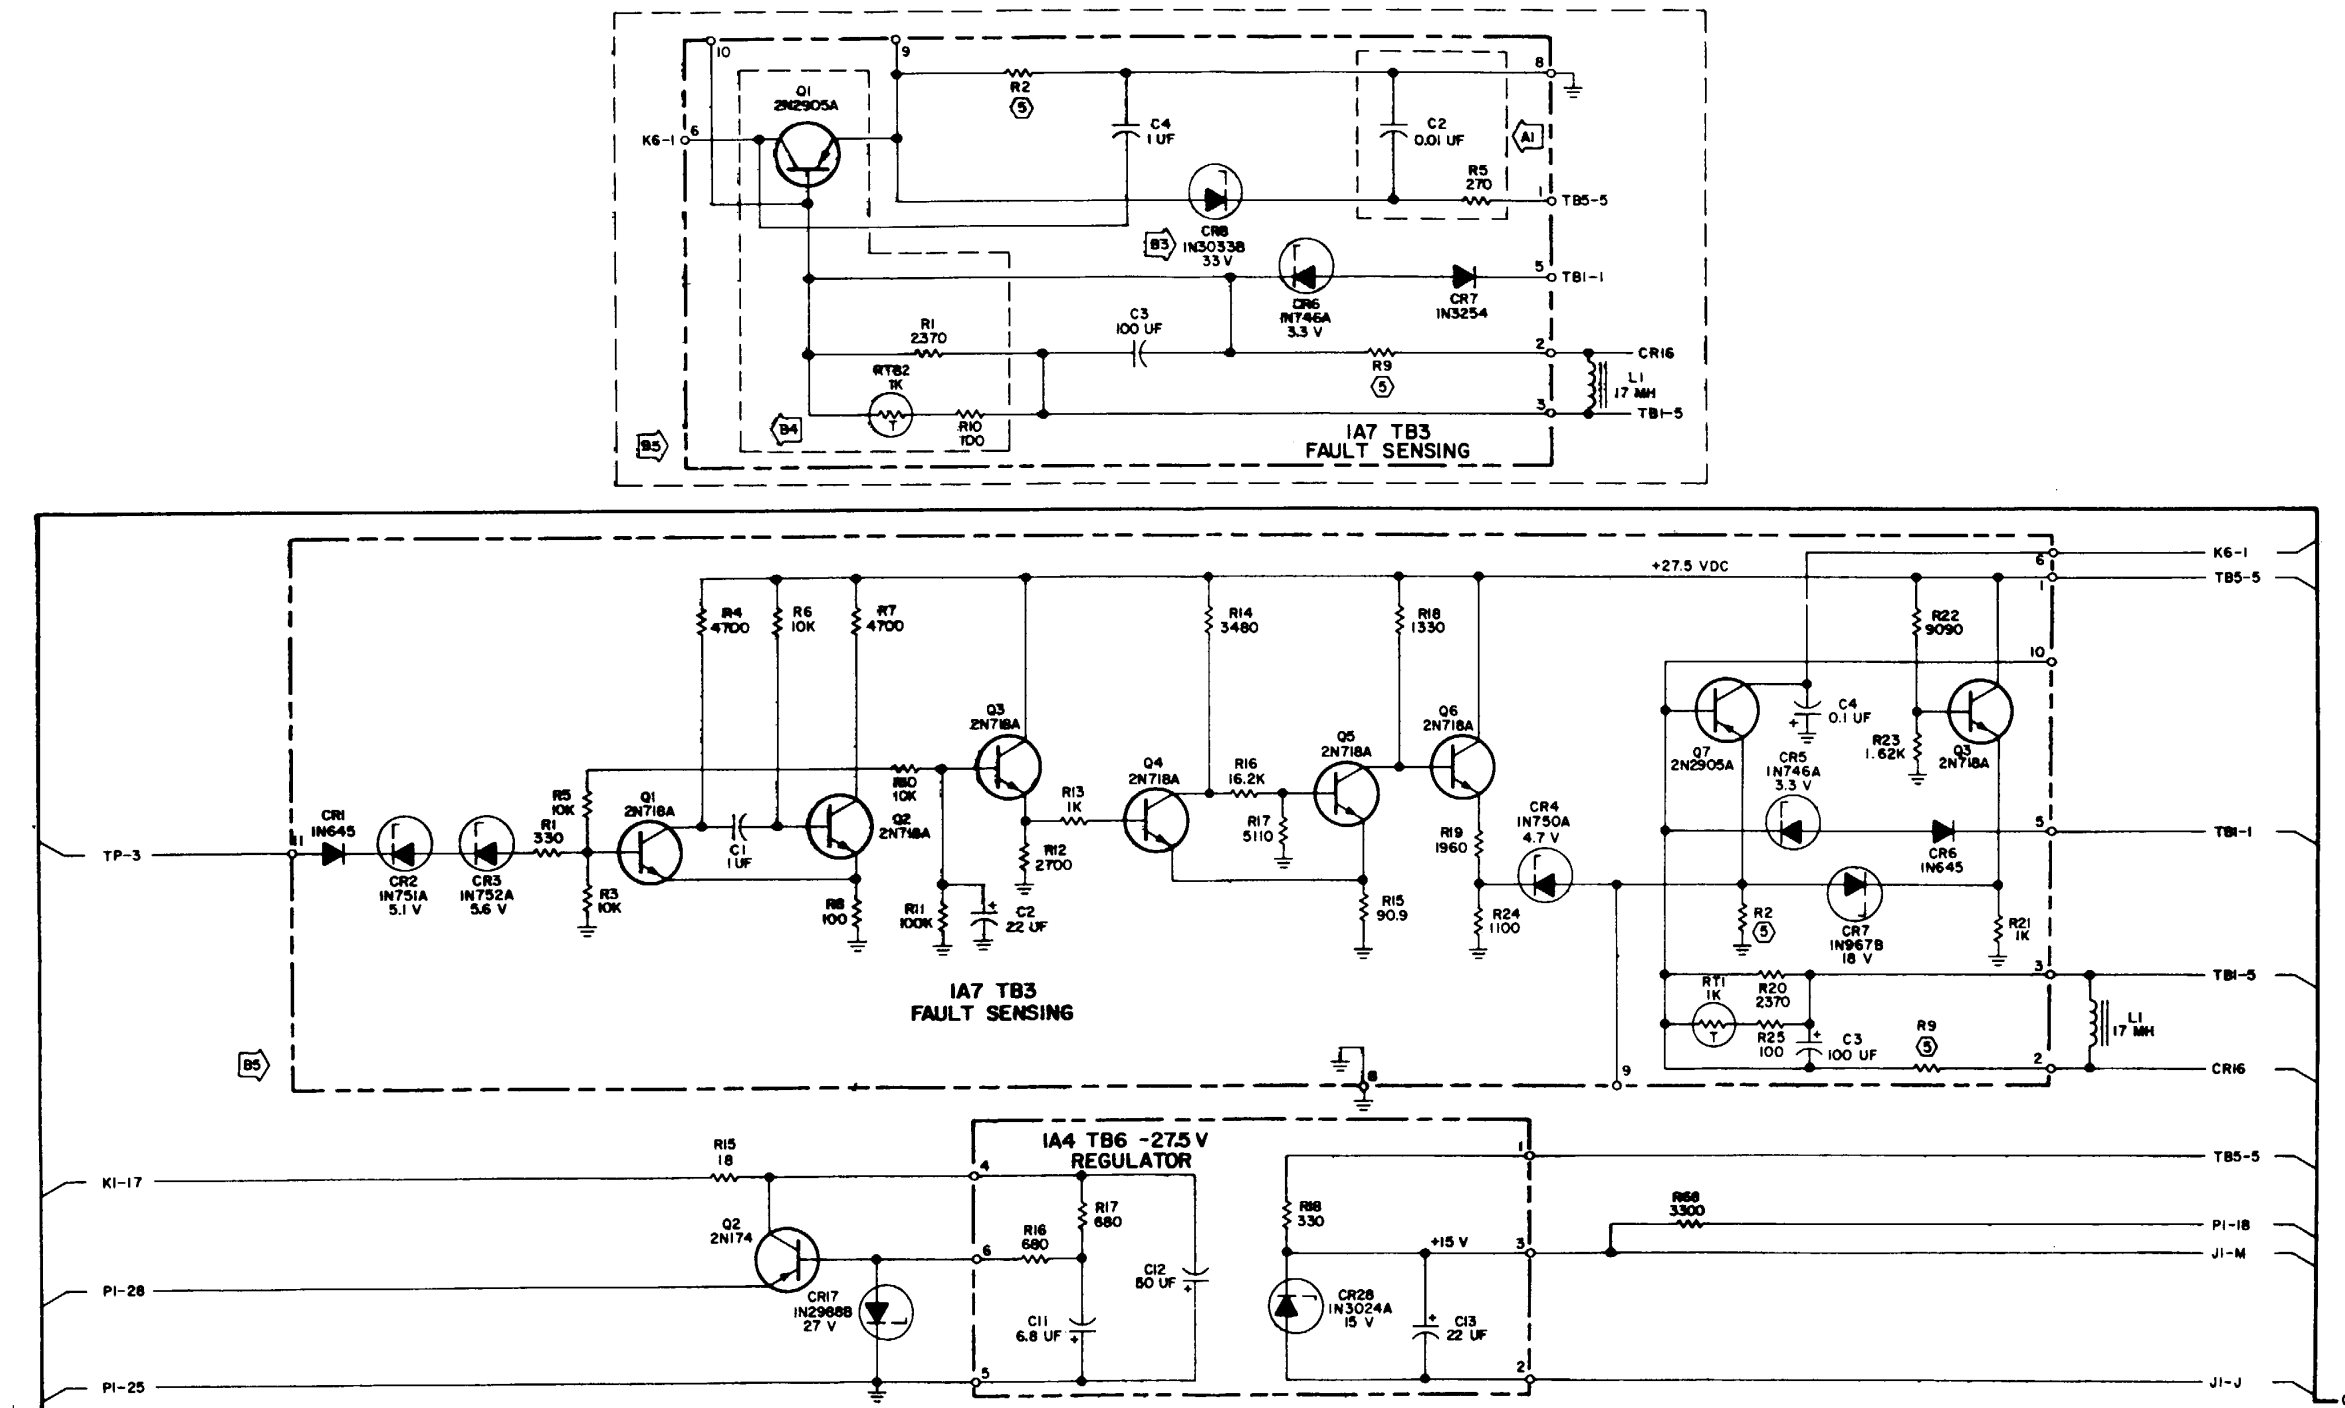 10
9
8
Q1
2N2905A
R2
5
C4
1 UF
C2
0.01 UF
A1
K6-1
6
R5
270
1
TB5-5
B3
CR8
1N3033B
33 V
5
TB1-1
CR6
1N746A
3.3 V
CR7
1N3254
R1
2370
C3
100 UF
2
CR16
RTB2
1K
R9
5
L1
17 MH
3
TB1-5
B4
R10
100
B5
1A7 TB3
FAULT SENSING
K6-1
6
+27.5 VDC
TB5-5
1
R4
4700
R6
10K
R7
4700
R14
3480
R18
1330
R22
9090
10
Q3
2N718A
Q6
2N718A
C4
+
0.1 UF
Q5
2N718A
R23
1.62K
Q7
2N2905A
CR5
1N746A
3.3 V
Q3
2N718A
Q4
2N718A
R16
16.2K
R10
10K
R13
1K
R5
10K
Q1
2N718A
CR1
1N645
R1
330
Q2
2N718A
C1
1 UF
R17
5110
R19
1960
CR4
1N750A
4.7 V
5
TB1-1
11
TP-3
R12
2700
CR6
1N645
CR2
1N751A
5.1 V
CR3
1N752A
5.6 V
R3
10K
R8
100
R11
100K
+
C2
22 UF
R15
90.9
R24
1100
R2
5
CR7
1N967B
18 V
R21
1K
1A7 TB3
FAULT SENSING
3
TB1-5
RT1
1K
R20
2370
L1
17 MH
R25
100
+
C3
100 UF
R9
5
2
CR16
B5
8
9
1A4 TB6 -27.5 V
REGULATOR
1
TB5-5
R15
18
4
K1-17
R17
680
R18
330
R68
3300
P1-18
Q2
2N174
R16
680
6
+15 V
3
J1-M
C12
50 UF
+
P1-28
CR17
1N2988B
27 V
CR28
1N3024A
15 V
C11
6.8 UF
+
+
C13
22 UF
5
2
P1-25
J1-J